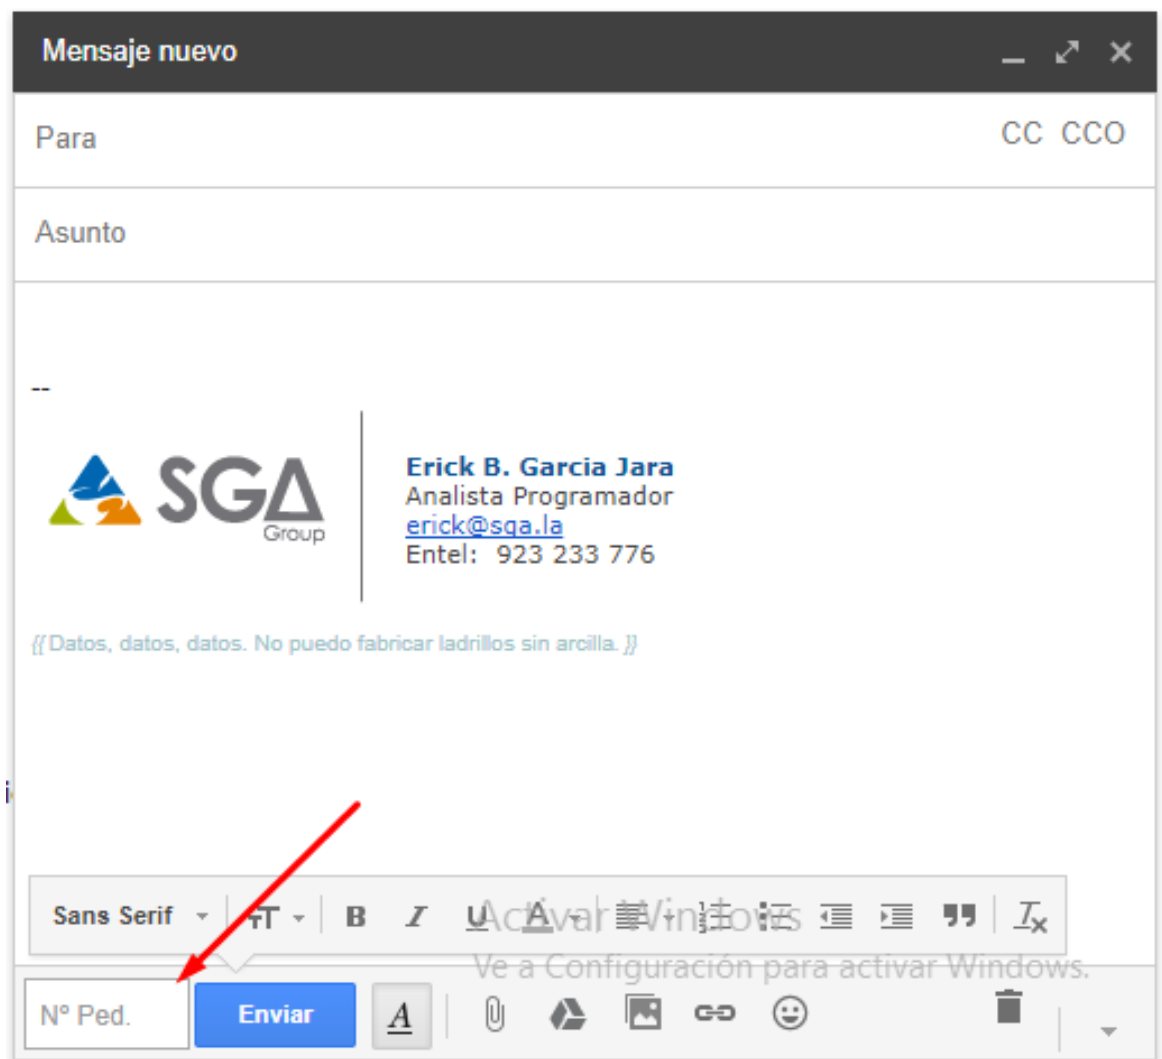 Mensaje nuevo
Para CC CCO
Asunto
--
SGA
Group
Erick B. Garcia Jara
Analista Programador
erick@sga.la
Entel: 923 233 776
{{ Datos, datos, datos. No puedo fabricar ladrillos sin arcilla. }}
Sans Serif
Activar Windows
Ve a Configuración para activar Windows.
Nº Ped. Enviar